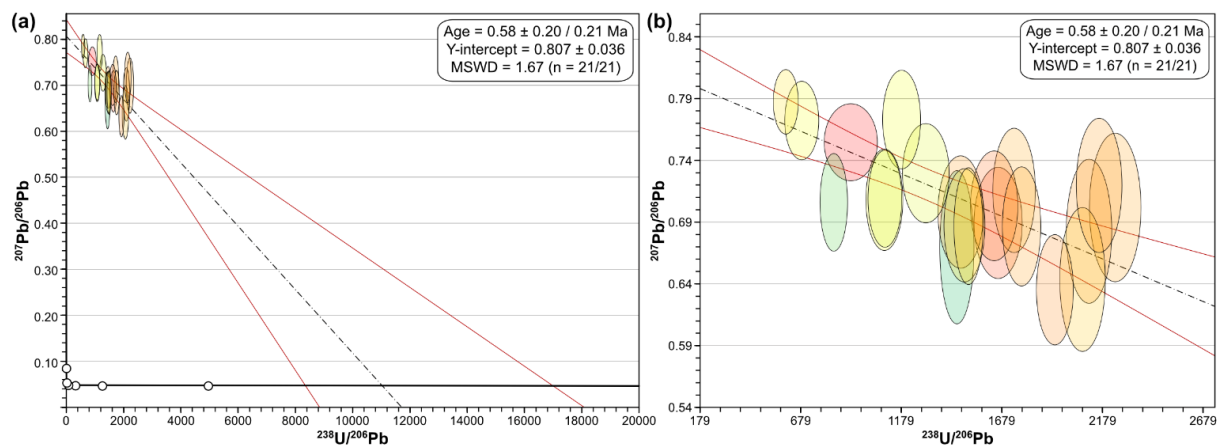 (a)
Age = 0.58 ± 0.20 / 0.21 Ma
Y-intercept = 0.807 ± 0.036
MSWD = 1.67 (n = 21/21)
0.80
0.70
0.60
0.50
0.40
0.30
0.20
0.10
207Pb/206Pb
0 2000 4000 6000 8000 10000 12000 14000 16000 18000 20000
238U/206Pb
(b)
Age = 0.58 ± 0.20 / 0.21 Ma
Y-intercept = 0.807 ± 0.036
MSWD = 1.67 (n = 21/21)
0.84
0.79
0.74
0.69
0.64
0.59
0.54
207Pb/206Pb
179 679 1179 1679 2179 2679
238U/206Pb